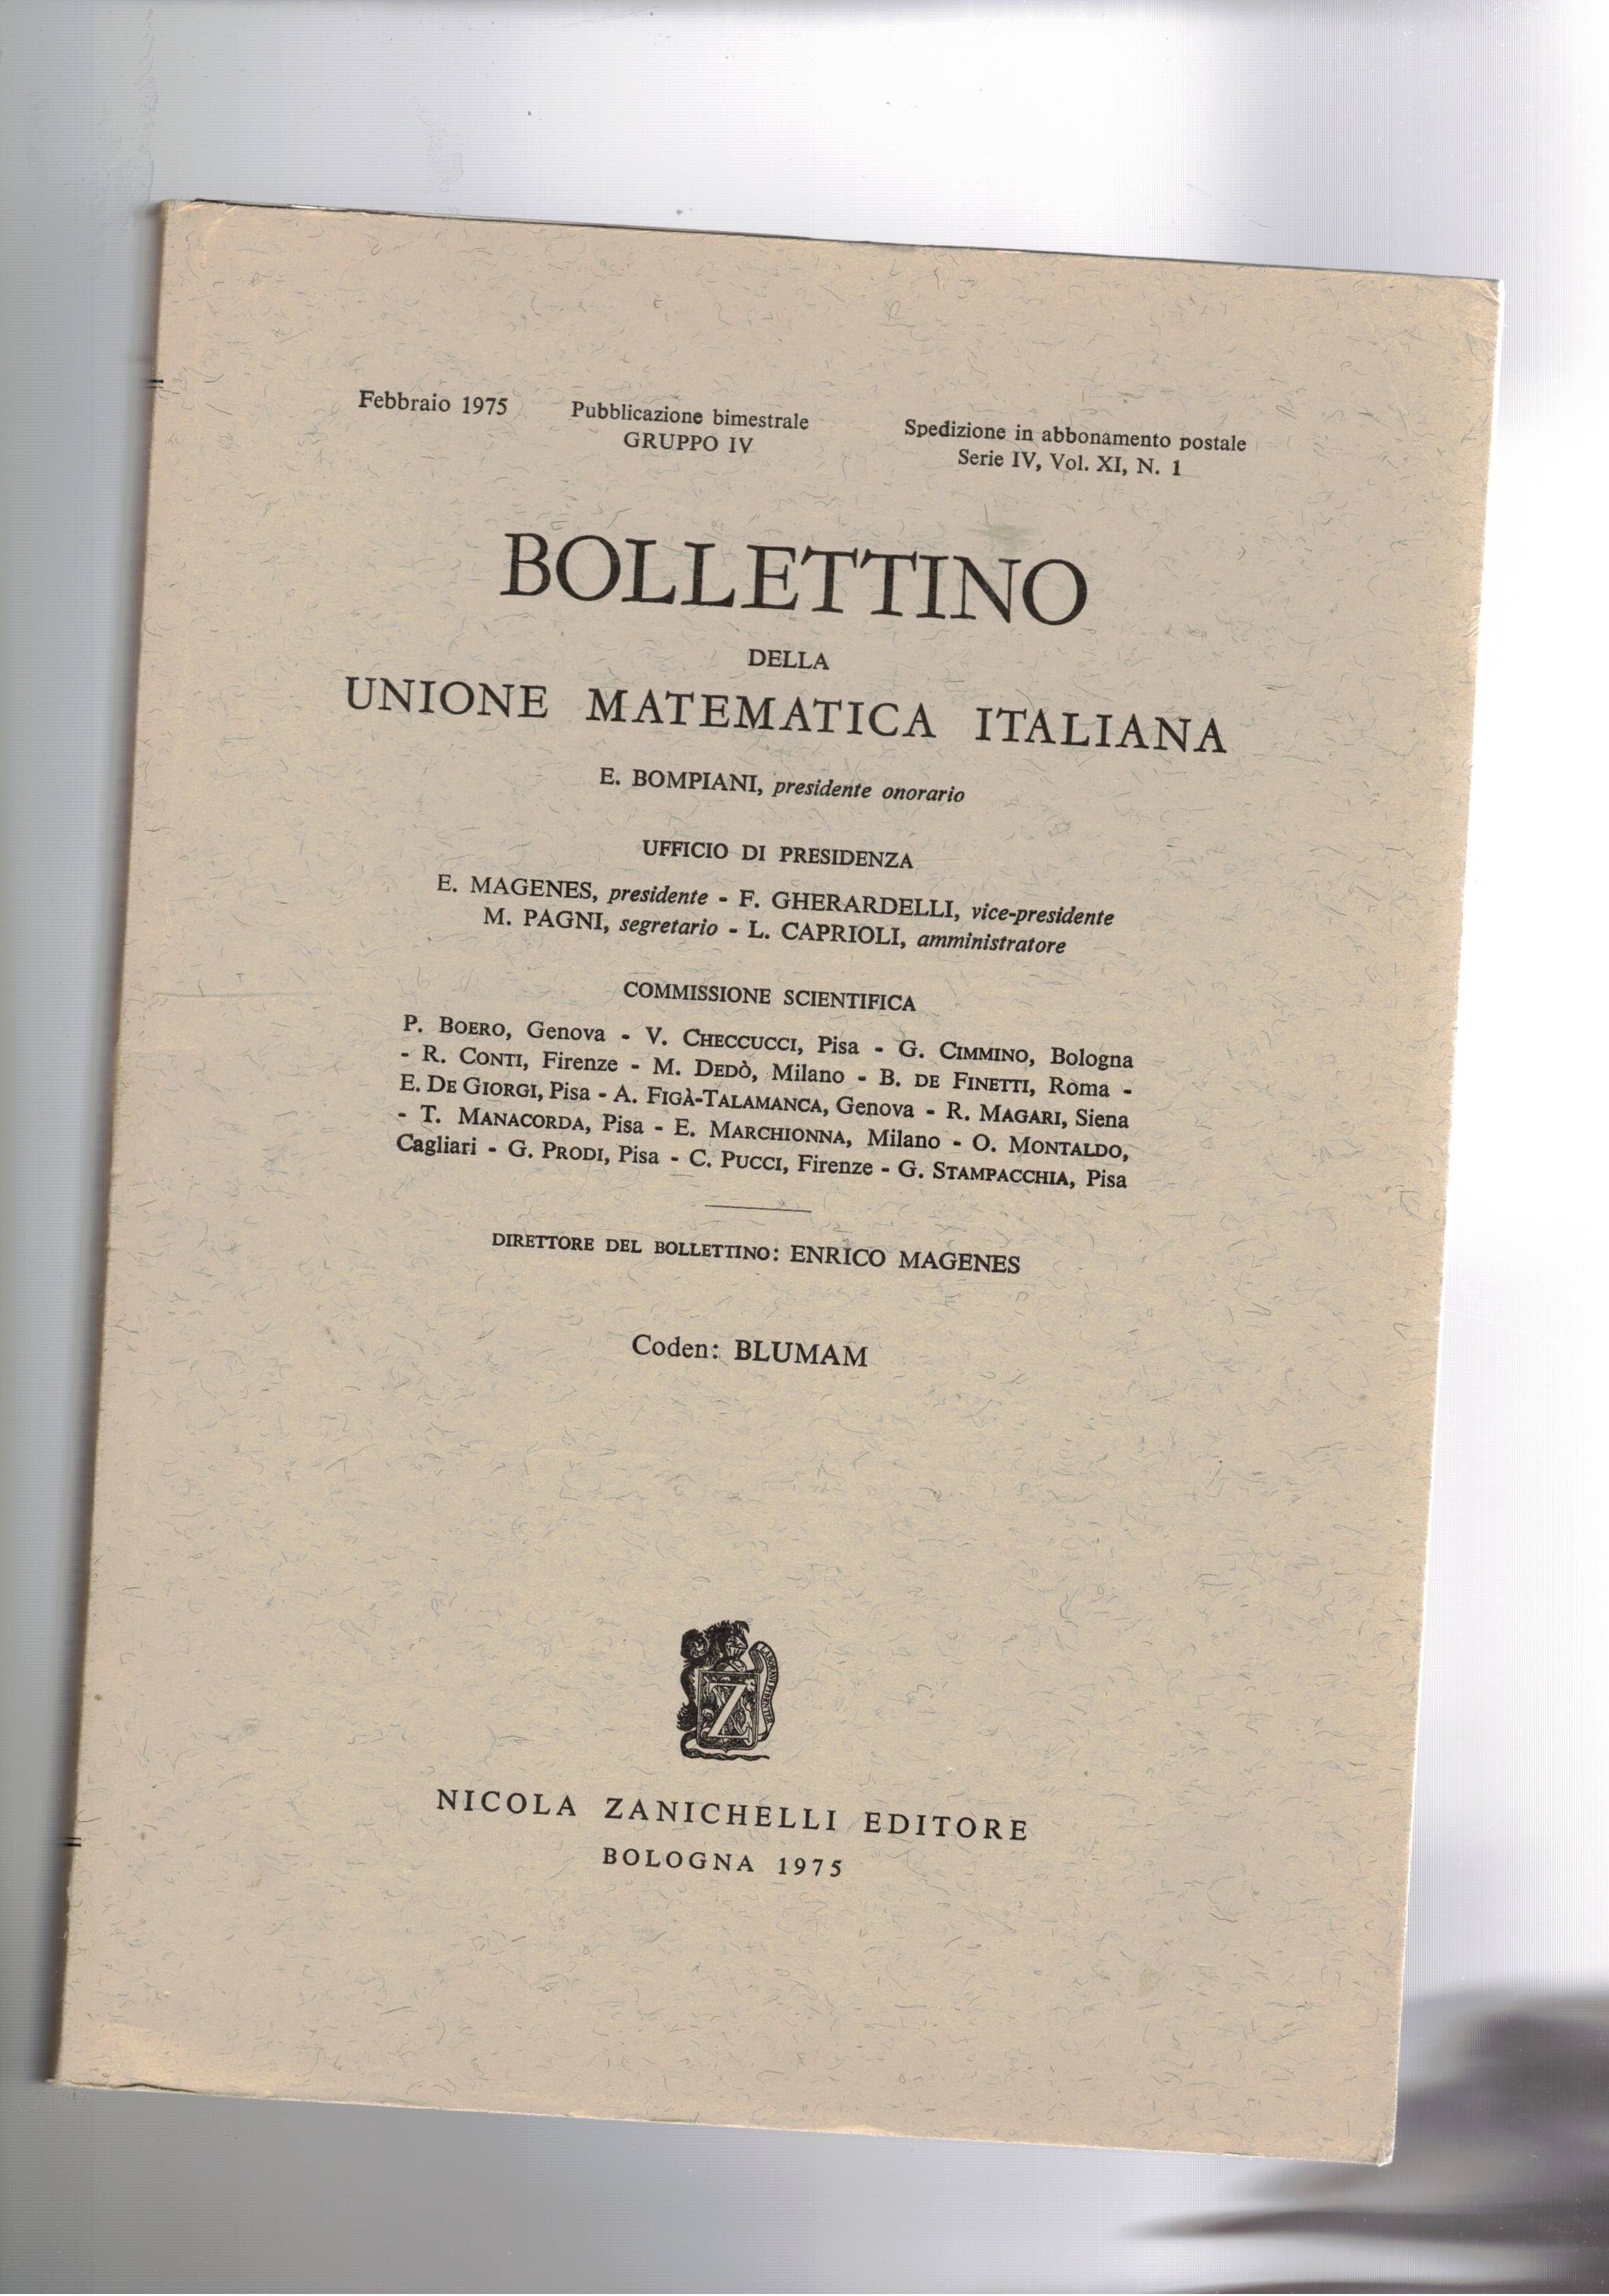 Febbraio 1975
Pubblicazione bimestrale
GRUPPO IV
Spedizione in abbonamento postale
Serie IV, Vol. XI, N. 1
BOLLETTINO
DELLA
UNIONE MATEMATICA ITALIANA
E. BOMPIANI, presidente onorario
UFFICIO DI PRESIDENZA
E. MAGENES, presidente - F. GHERARDELLI, vice-presidente
M. PAGNI, segretario - L. CAPRIOLI, amministratore
COMMISSIONE SCIENTIFICA
P. BOERO, Genova - V. CHECCUCCI, Pisa - G. CIMMINO, Bologna
- R. CONTI, Firenze - M. DEDÒ, Milano - B. DE FINETTI, Roma -
E. DE GIORGI, Pisa - A. FIGÀ-TALAMANCA, Genova - R. MAGARI, Siena
- T. MANACORDA, Pisa - E. MARCHIONNA, Milano - O. MONTALDO,
Cagliari - G. PRODI, Pisa - C. PUCCI, Firenze - G. STAMPACCHIA, Pisa
DIRETTORE DEL BOLLETTINO: ENRICO MAGENES
Coden: BLUMAM
Z
NICOLA ZANICHELLI EDITORE
BOLOGNA 1975